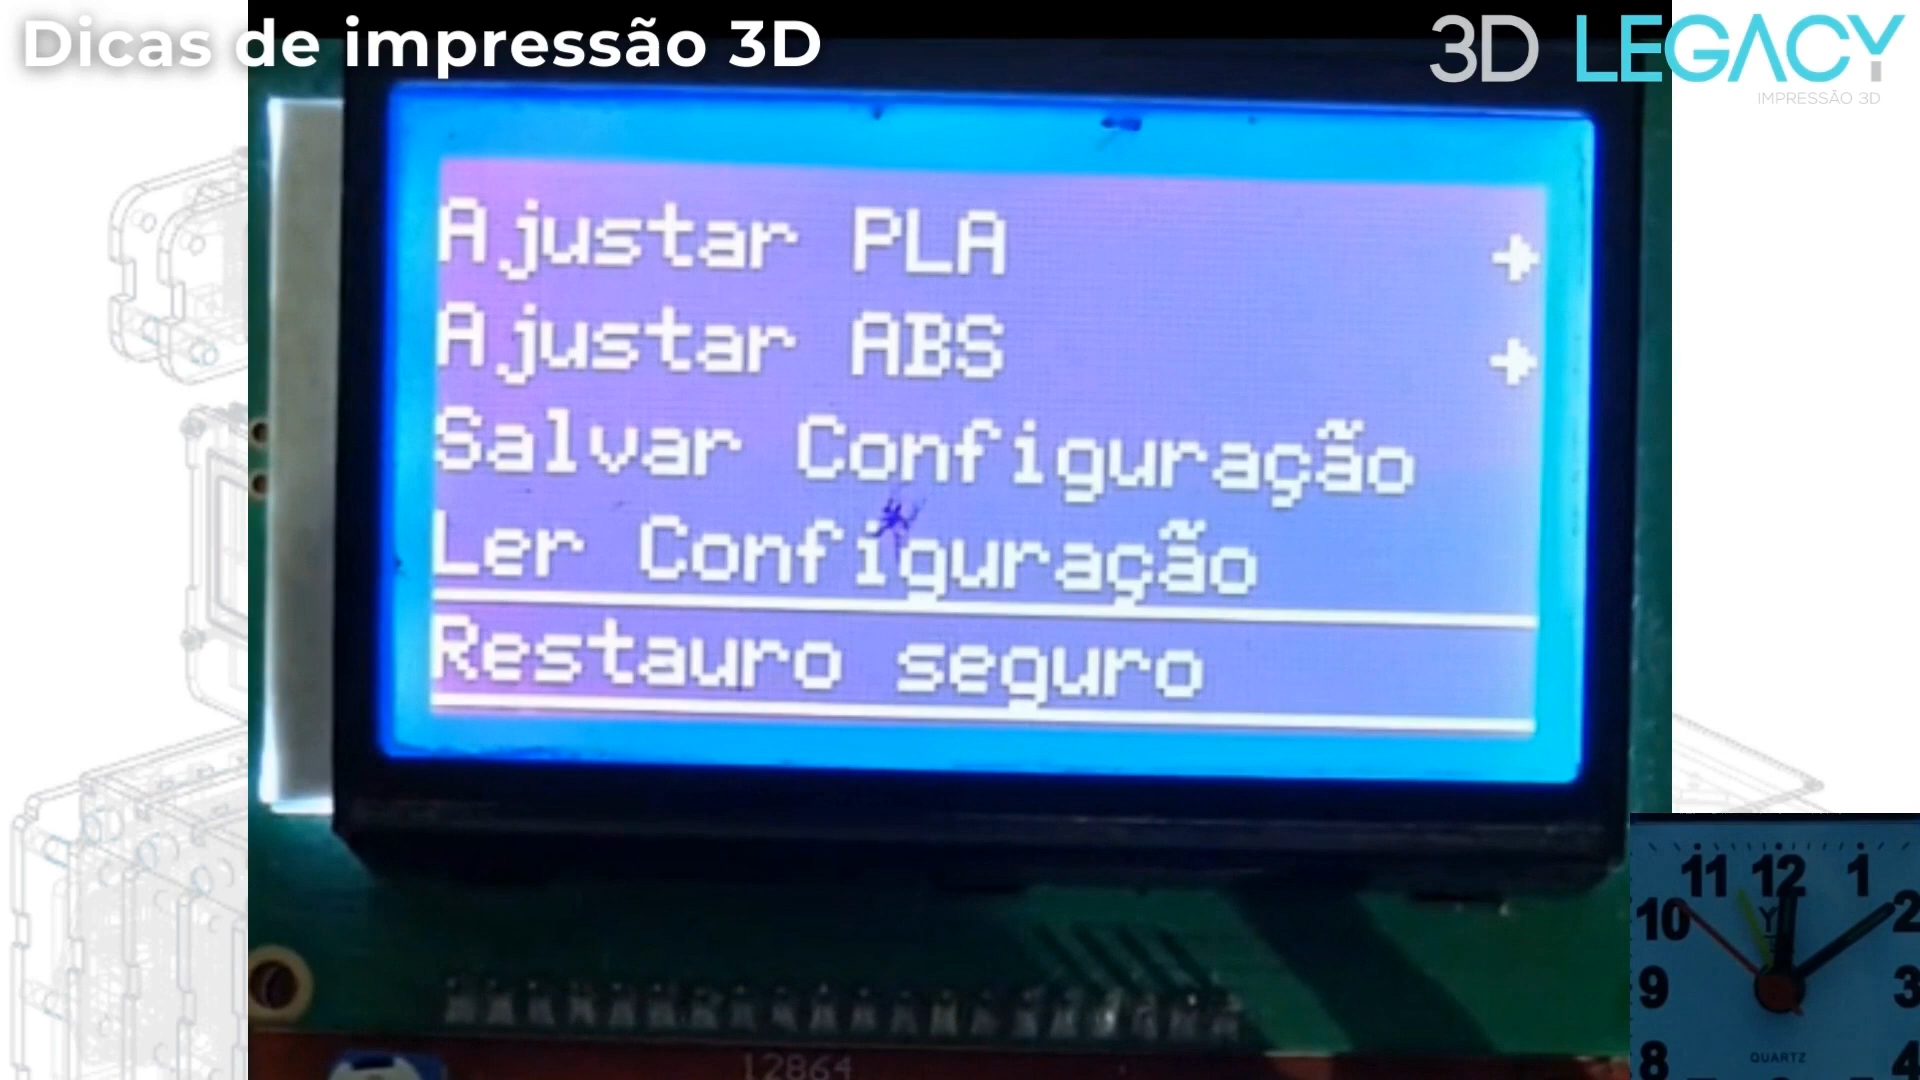 Dicas de impressão 3D
3D LEGACY
IMPRESSÃO 3D
Ajustar PLA
Ajustar ABS
Salvar Configuração
Ler Configuração
Restauro seguro
12864
11 12 1
10 2
9 3
8 4
QUARTZ